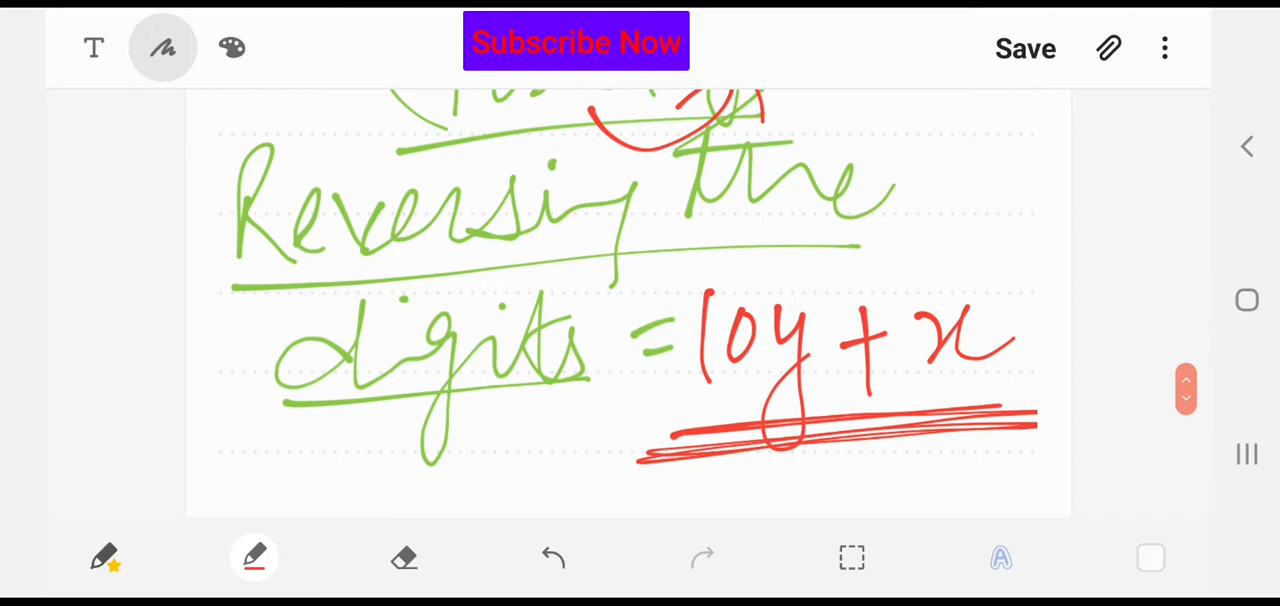 Subscribe Now
T
Save
Reversing the
digits = 10y + x
A